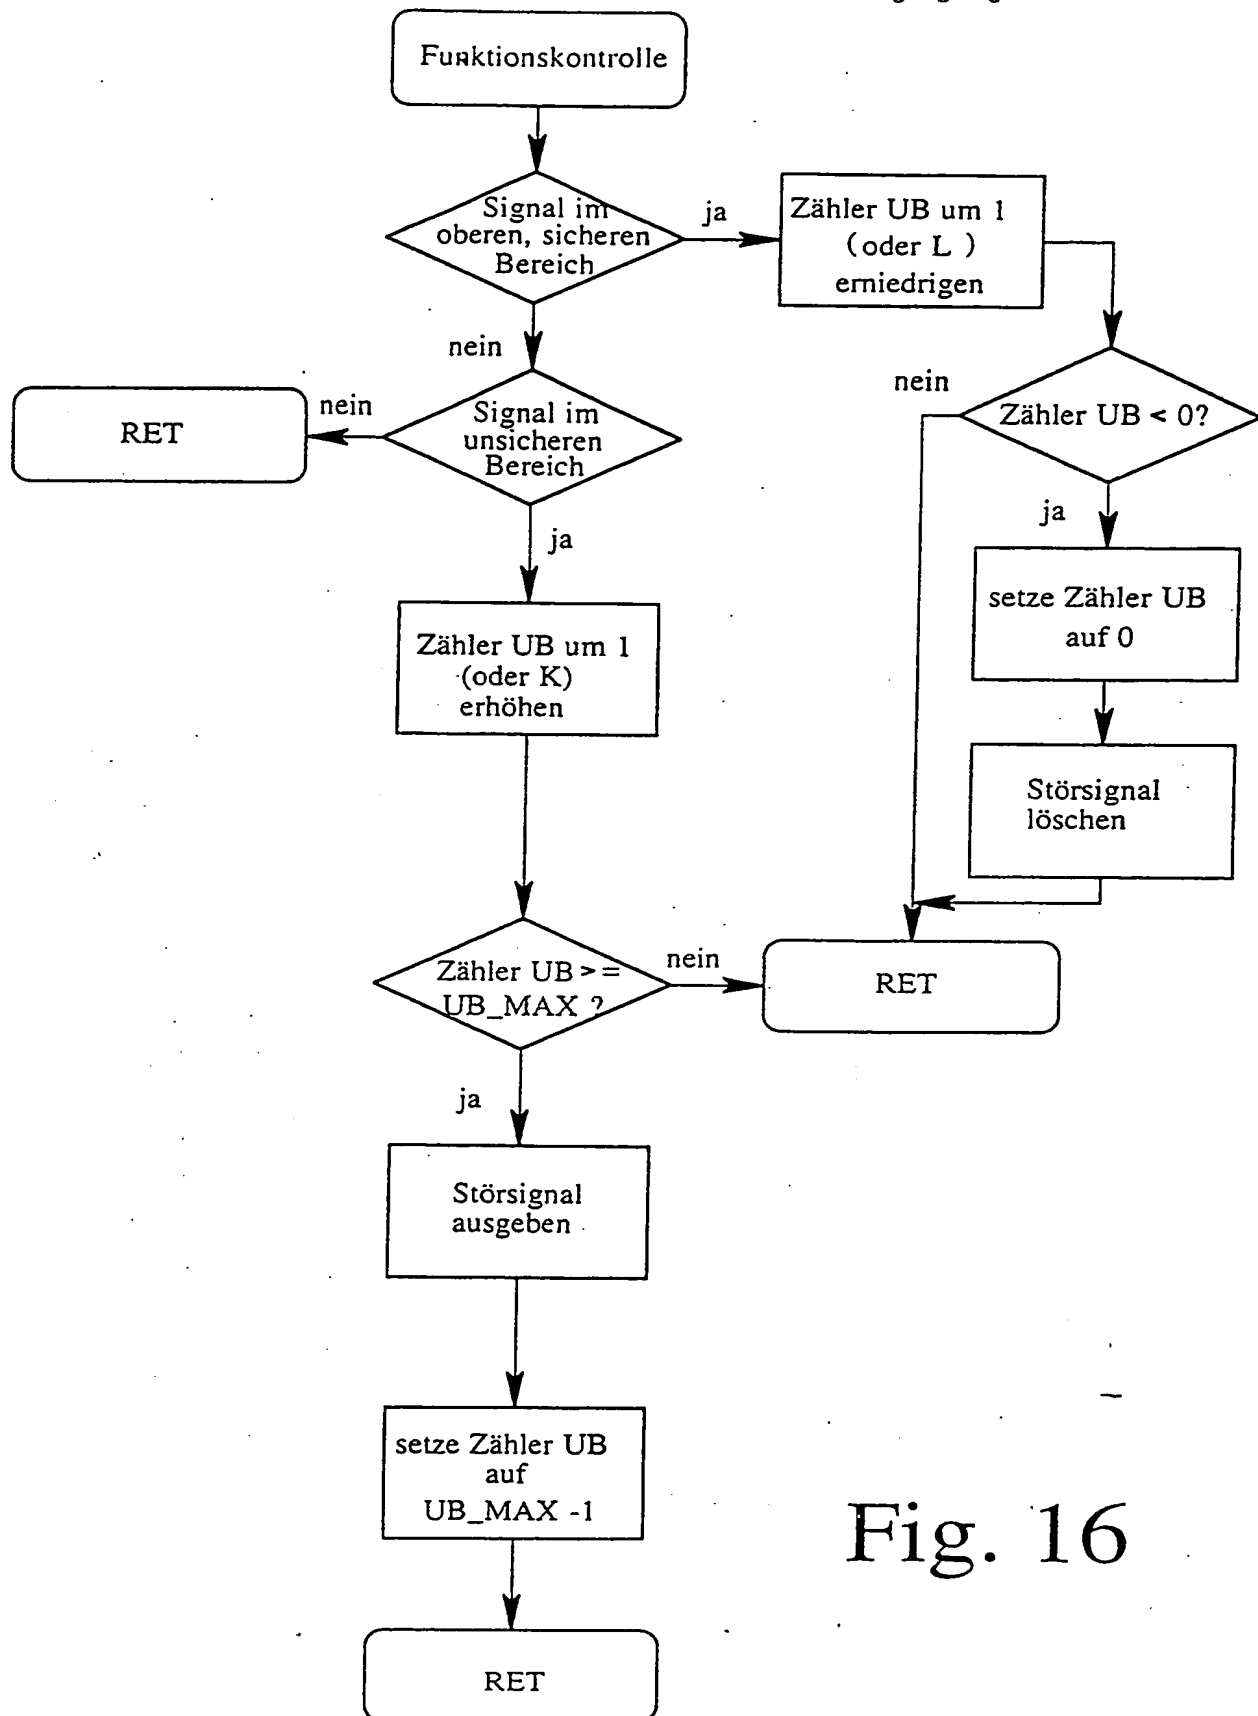 Funktionskontrolle
Signal im
oberen, sicheren
Bereich
ja
Zähler UB um 1
(oder L )
erniedrigen
nein
nein
Zähler UB < 0?
RET
nein
Signal im
unsicheren
Bereich
ja
ja
setze Zähler UB
auf 0
Zähler UB um 1
(oder K)
erhöhen
Störsignal
löschen
Zähler UB >=
UB_MAX ?
nein
RET
ja
Störsignal
ausgeben
setze Zähler UB
auf
UB_MAX -1
Fig. 16
RET